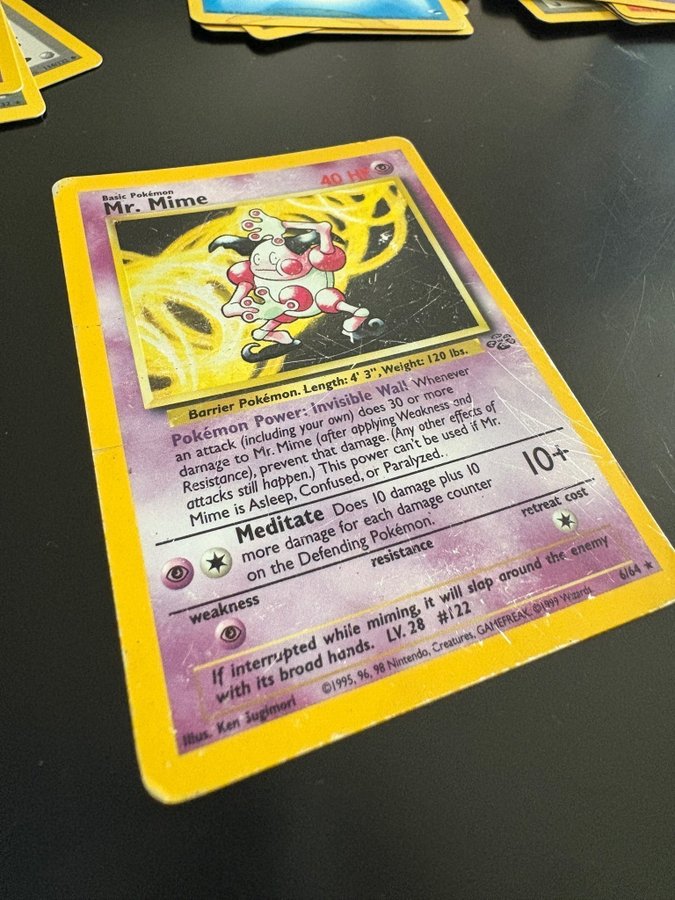 Basic Pokémon
Mr. Mime
40 HP
Barrier Pokémon. Length: 4' 3", Weight: 120 lbs.
Pokémon Power: Invisible Wall Whenever
an attack (including your own) does 30 or more
damage to Mr. Mime (after applying Weakness and
Resistance), prevent that damage. (Any other effects of
attacks still happen.) This power can't be used if Mr.
Mime is Asleep, Confused, or Paralyzed.
Meditate Does 10 damage plus 10
more damage for each damage counter
on the Defending Pokémon.
10+
weakness
resistance
retreat cost
If interrupted while miming, it will slap around the enemy
with its broad hands. LV. 28 #122
Illus. Ken Sugimori
©1995, 96, 98 Nintendo, Creatures, GAMEFREAK. ©1999 Wizards.
6/64 ★